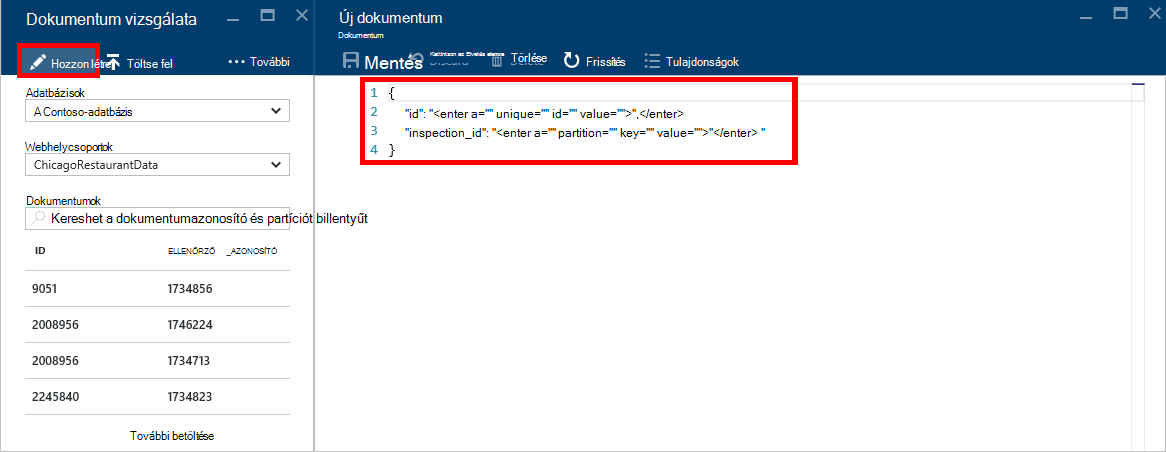 Dokumentum vizsgálata
Hozzon létre
Töltse fel
··· További
Adatbázisok
A Contoso-adatbázis
Webhelycsoportok
ChicagoRestaurantData
Dokumentumok
Kereshet a dokumentumazonosító és partíciót billentyűt
ID ELLENŐRZŐ _AZONOSÍTÓ
9051 1734856
2008956 1746224
2008956 1734713
2245840 1734823
További betöltése
Új dokumentum
Dokumentum
Mentés
Kattintson az Elvetés elemre
Discard
Törlése
Delete
Frissítés
Tulajdonságok
1 {
2 "id": "<enter a="" unique="" id="" value="">",</enter>
3 "inspection_id": "<enter a="" partition="" key="" value="">"</enter> "
4 }